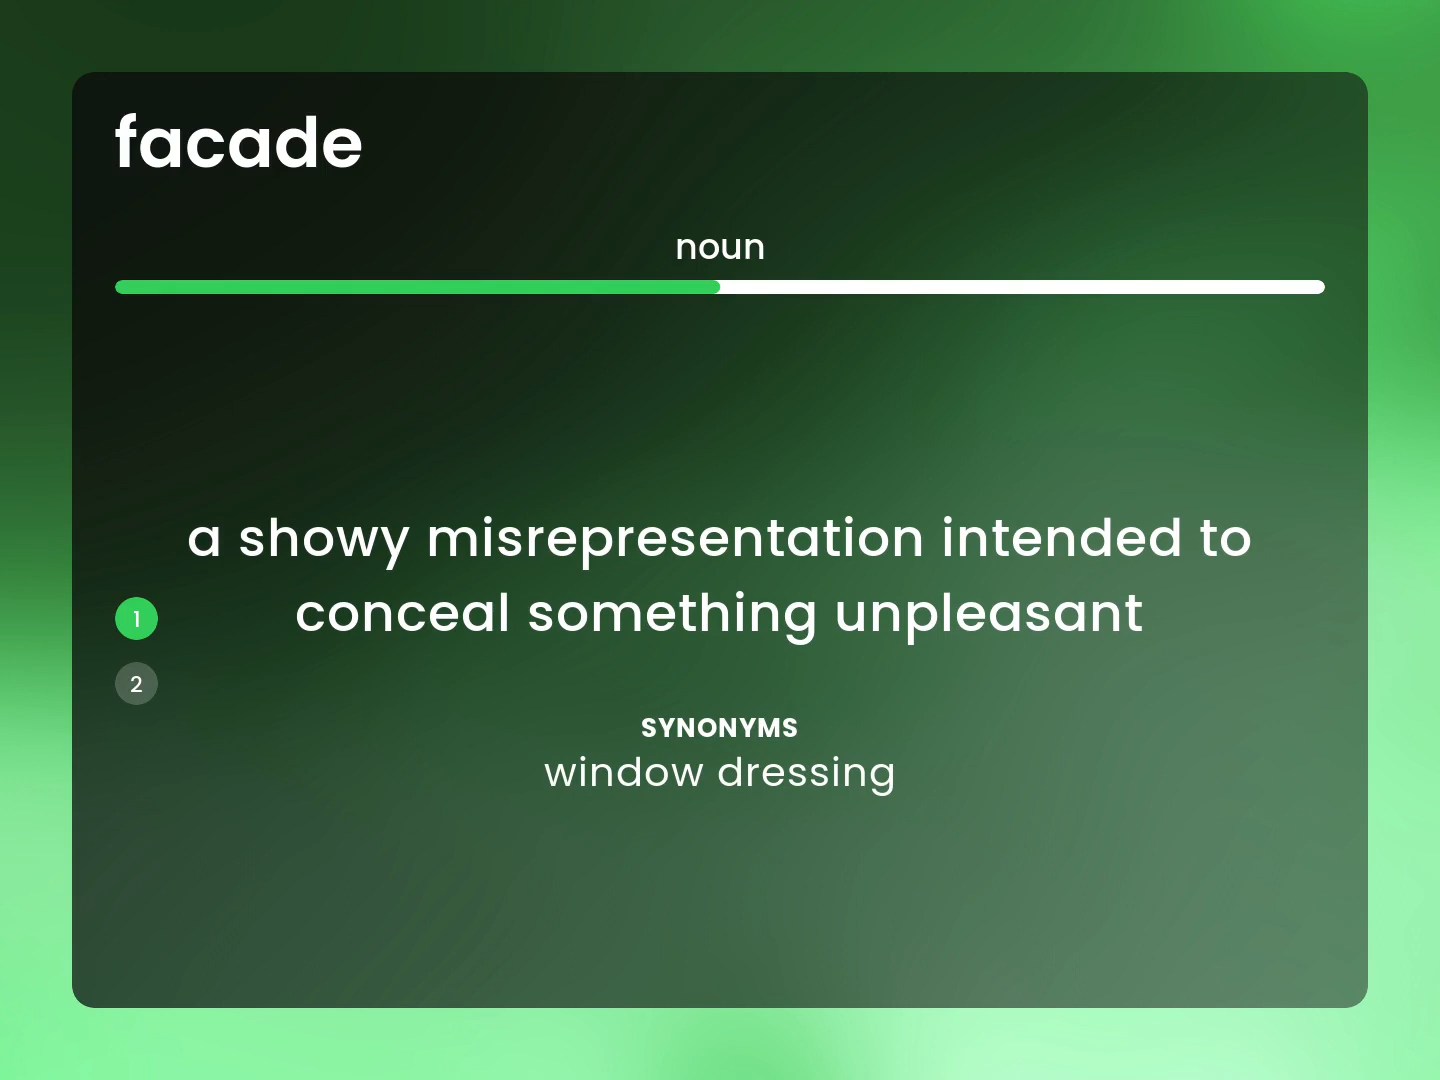 facade
noun
a showy misrepresentation intended to
conceal something unpleasant
1
2
SYNONYMS
window dressing